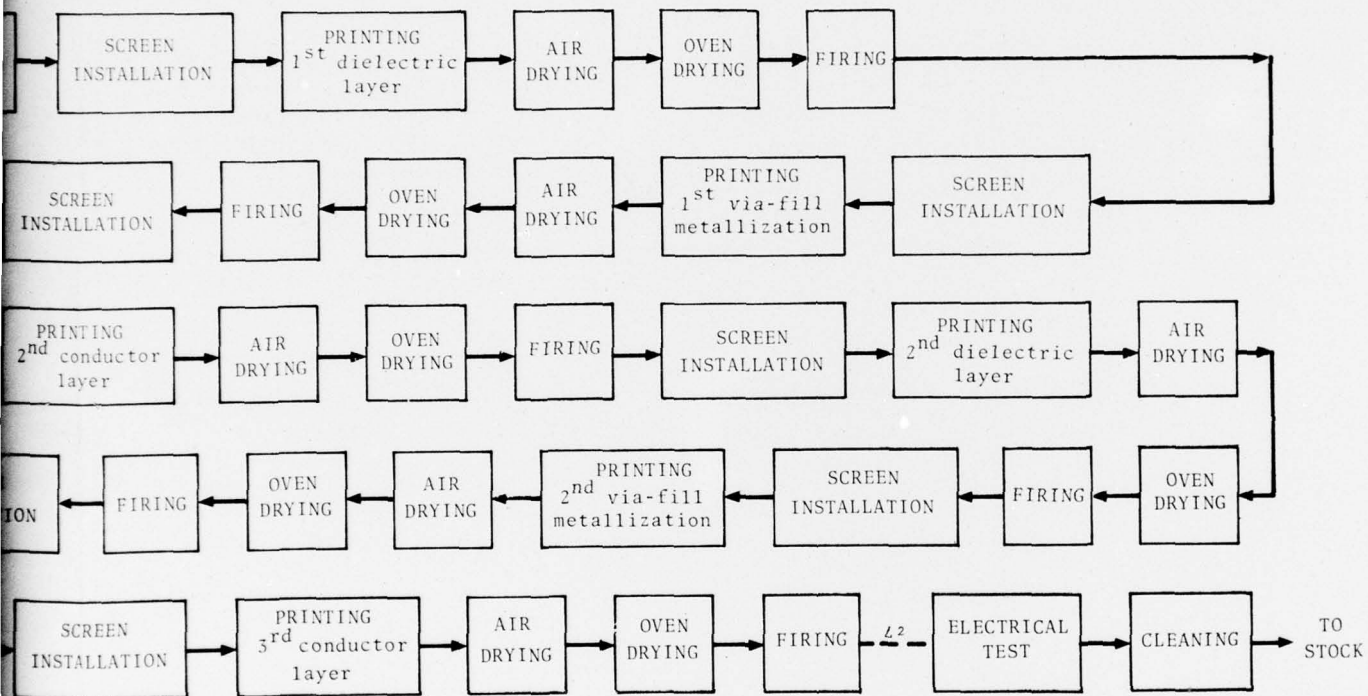 SCREEN
INSTALLATION
PRINTING
1st dielectric
layer
AIR
DRYING
OVEN
DRYING
FIRING
SCREEN
INSTALLATION
FIRING
OVEN
DRYING
AIR
DRYING
PRINTING
1st via-fill
metallization
SCREEN
INSTALLATION
PRINTING
2nd conductor
layer
AIR
DRYING
OVEN
DRYING
FIRING
SCREEN
INSTALLATION
PRINTING
2nd dielectric
layer
AIR
DRYING
TION
FIRING
OVEN
DRYING
AIR
DRYING
PRINTING
2nd via-fill
metallization
SCREEN
INSTALLATION
FIRING
OVEN
DRYING
SCREEN
INSTALLATION
PRINTING
3rd conductor
layer
AIR
DRYING
OVEN
DRYING
FIRING
ELECTRICAL
TEST
CLEANING
TO
STOCK